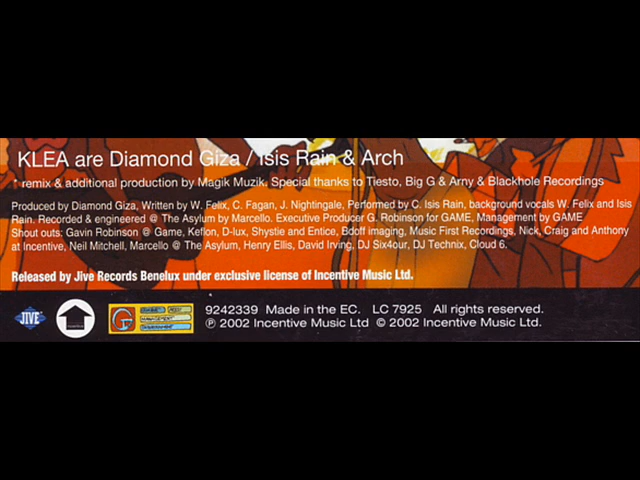 KLEA are Diamond Giza / Isis Rain & Arch
* remix & additional production by Magik Muzik. Special thanks to Tiesto, Big G & Arny & Blackhole Recordings
Produced by Diamond Giza, Written by W. Felix, C. Fagan, J. Nightingale, Performed by C. Isis Rain, background vocals W. Felix and Isis
Rain. Recorded & engineered @ The Asylum by Marcello. Executive Producer G. Robinson for GAME, Management by GAME
Shout outs: Gavin Robinson @ Game, Keflon, D-lux, Shystie and Entice, Bdoff imaging, Music First Recordings, Nick, Craig and Anthony
at Incentive, Neil Mitchell, Marcello @ The Asylum, Henry Ellis, David Irving, DJ Six4our, DJ Technix, Cloud 6.
Released by Jive Records Benelux under exclusive license of Incentive Music Ltd.
JIVE
9242339 Made in the EC. LC 7925 All rights reserved.
℗ 2002 Incentive Music Ltd © 2002 Incentive Music Ltd.